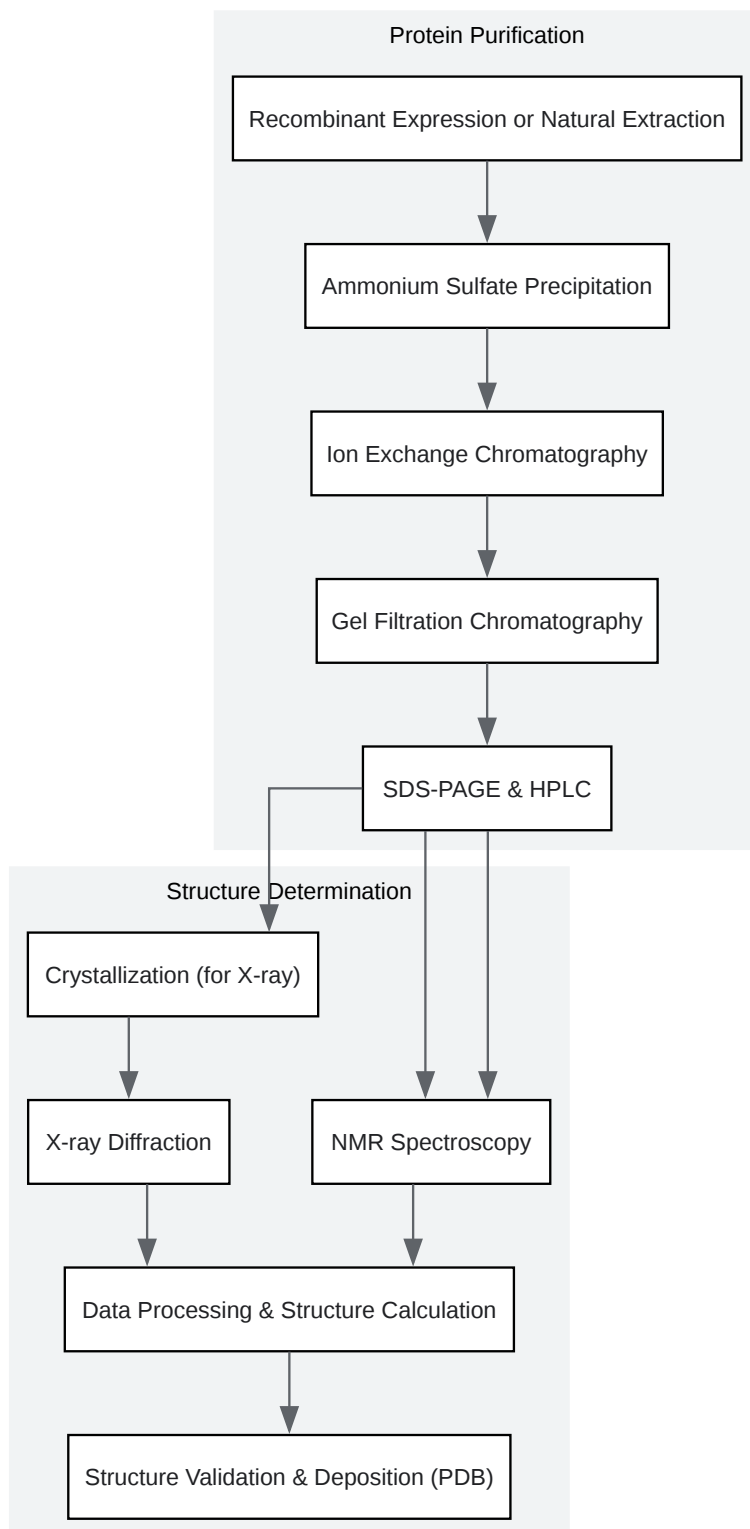 Protein Purification
Recombinant Expression or Natural Extraction
Ammonium Sulfate Precipitation
Ion Exchange Chromatography
Gel Filtration Chromatography
SDS-PAGE & HPLC
Structure Determination
Crystallization (for X-ray)
X-ray Diffraction
NMR Spectroscopy
Data Processing & Structure Calculation
Structure Validation & Deposition (PDB)